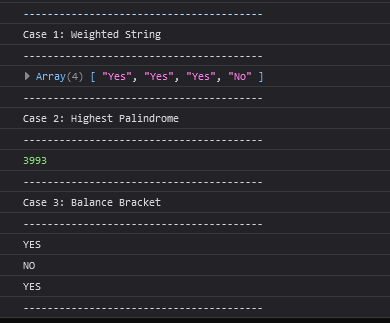 ----------------------------------------
Case 1: Weighted String
----------------------------------------
Array(4) [ "Yes", "Yes", "Yes", "No" ]
----------------------------------------
Case 2: Highest Palindrome
----------------------------------------
3993
----------------------------------------
Case 3: Balance Bracket
----------------------------------------
YES
NO
YES
----------------------------------------